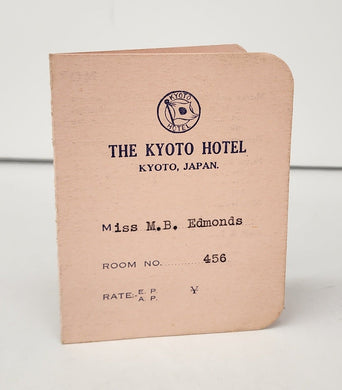 KYOTO
HOTEL
THE KYOTO HOTEL
KYOTO, JAPAN.
Miss M.B. Edmonds
ROOM NO. .......... 456
RATE:- E. P.
A. P. ¥